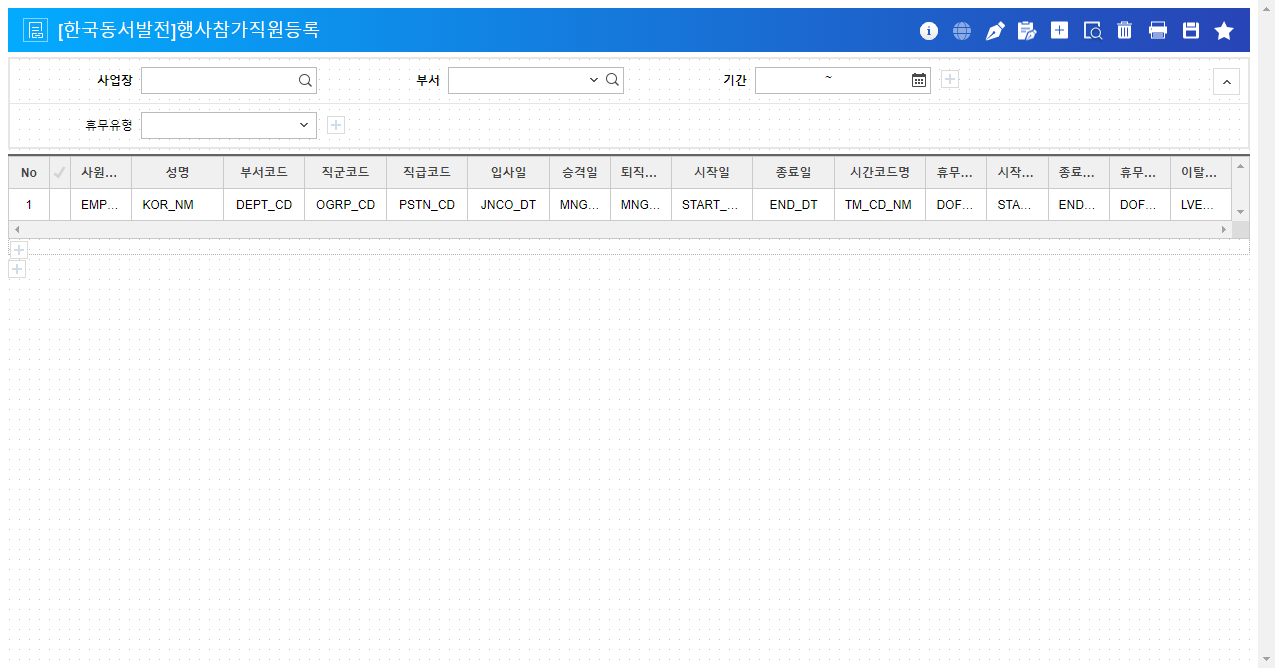 [한국동서발전]행사참가직원등록
사업장 부서 기간 ~
휴무유형
No 사원... 성명 부서코드 직군코드 직급코드 입사일 승격일 퇴직... 시작일 종료일 시간코드명 휴무... 시작... 종료... 휴무... 이탈...
1 EMP... KOR_NM DEPT_CD OGRP_CD PSTN_CD JNCO_DT MNG... MNG... START_... END_DT TM_CD_NM DOF... STA... END... DOF... LVE...